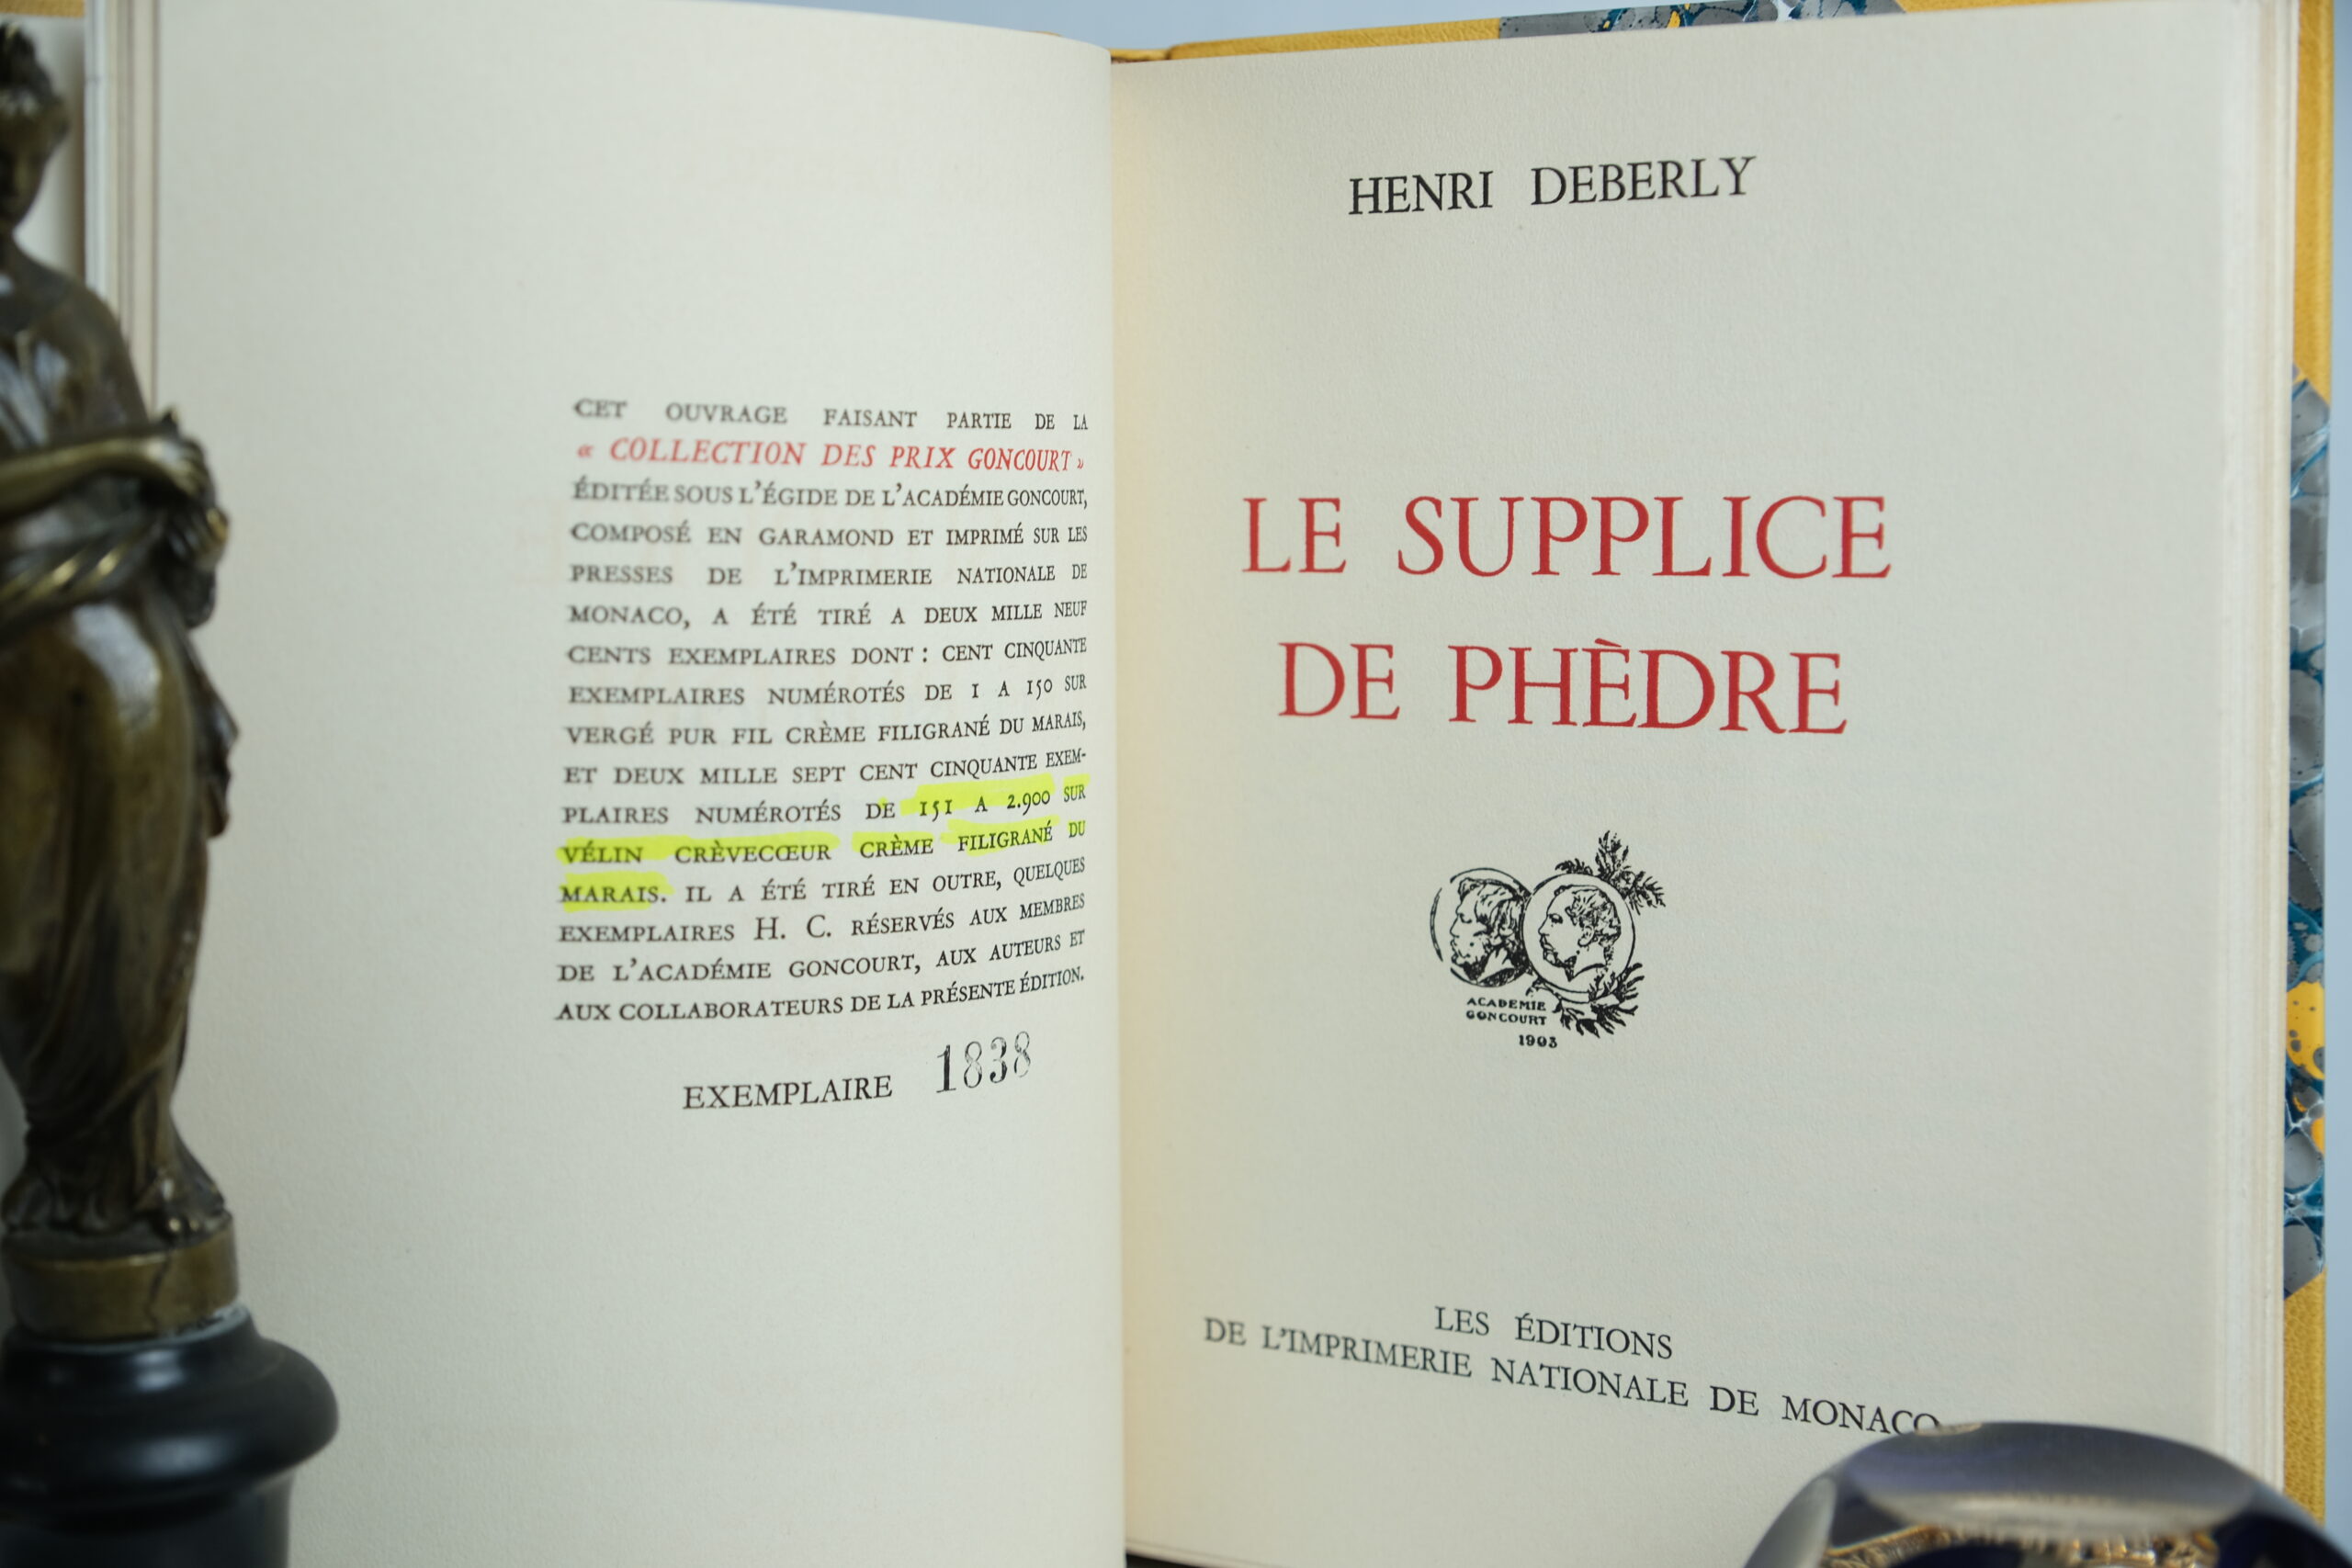 CET OUVRAGE FAISANT PARTIE DE LA
« COLLECTION DES PRIX GONCOURT »
ÉDITÉE SOUS L'ÉGIDE DE L'ACADÉMIE GONCOURT,
COMPOSÉ EN GARAMOND ET IMPRIMÉ SUR LES
PRESSES DE L'IMPRIMERIE NATIONALE DE
MONACO, A ÉTÉ TIRÉ A DEUX MILLE NEUF
CENTS EXEMPLAIRES DONT : CENT CINQUANTE
EXEMPLAIRES NUMÉROTÉS DE 1 A 150 SUR
VERGÉ PUR FIL CRÈME FILIGRANÉ DU MARAIS,
ET DEUX MILLE SEPT CENT CINQUANTE EXEM-
PLAIRES NUMÉROTÉS DE 151 A 2.900 SUR
VÉLIN CRÈVECŒUR CRÈME FILIGRANÉ DU
MARAIS. IL A ÉTÉ TIRÉ EN OUTRE, QUELQUES
EXEMPLAIRES H. C. RÉSERVÉS AUX MEMBRES
DE L'ACADÉMIE GONCOURT, AUX AUTEURS ET
AUX COLLABORATEURS DE LA PRÉSENTE ÉDITION.
EXEMPLAIRE 1838
HENRI DEBERLY
LE SUPPLICE
DE PHÈDRE
ACADEMIE
GONCOURT
1903
LES ÉDITIONS
DE L'IMPRIMERIE NATIONALE DE MONACO